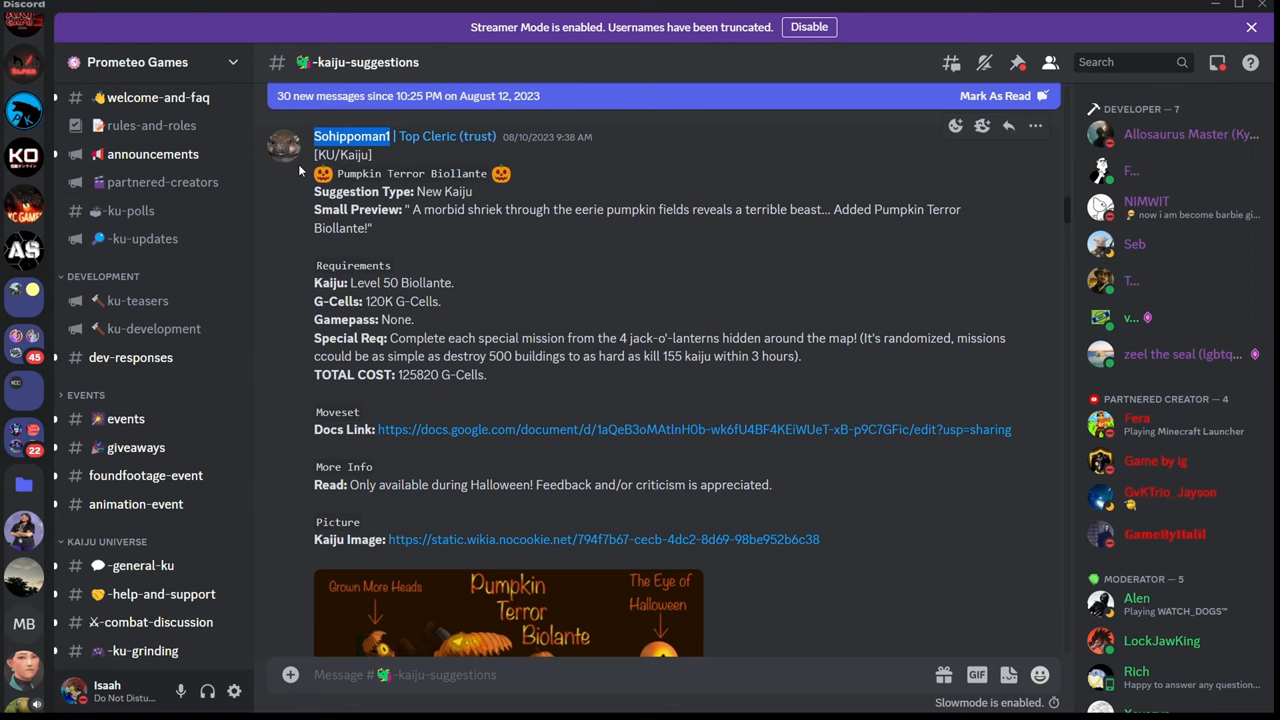 Discord
Streamer Mode is enabled. Usernames have been truncated.
Disable
Prometeo Games
-kaiju-suggestions
Search
30 new messages since 10:25 PM on August 12, 2023
Mark As Read
welcome-and-faq
rules-and-roles
announcements
partnered-creators
-ku-polls
-ku-updates
DEVELOPMENT
ku-teasers
ku-development
dev-responses
EVENTS
events
giveaways
foundfootage-event
animation-event
KAIJU UNIVERSE
-general-ku
-help-and-support
-combat-discussion
-ku-grinding
KO
AS
45
KCC
22
MB
Isaah
Do Not Distu...
Sohippoman1 | Top Cleric (trust) 08/10/2023 9:38 AM
[KU/Kaiju]
Pumpkin Terror Biollante
Suggestion Type: New Kaiju
Small Preview: " A morbid shriek through the eerie pumpkin fields reveals a terrible beast... Added Pumpkin Terror
Biollante!"
Requirements
Kaiju: Level 50 Biollante.
G-Cells: 120K G-Cells.
Gamepass: None.
Special Req: Complete each special mission from the 4 jack-o'-lanterns hidden around the map! (It's randomized, missions
ccould be as simple as destroy 500 buildings to as hard as kill 155 kaiju within 3 hours).
TOTAL COST: 125820 G-Cells.
Moveset
Docs Link: https://docs.google.com/document/d/1aQeB3oMAtlnH0b-wk6fU4BF4KEiWUeT-xB-p9C7GFic/edit?usp=sharing
More Info
Read: Only available during Halloween! Feedback and/or criticism is appreciated.
Picture
Kaiju Image: https://static.wikia.nocookie.net/794f7b67-cecb-4dc2-8d69-98be952b6c38
Grown More Heads
Pumpkin
Terror
Biolante
The Eye of
Halloween
Message #
-kaiju-suggestions
GIF
Slowmode is enabled.
DEVELOPER — 7
Allosaurus Master (Ky...
F...
NIMWIT
now i am become barbie gi...
Seb
T...
v...
zeel the seal (lgbtq...
PARTNERED CREATOR — 4
Fera
Playing Minecraft Launcher
Game by ig
GvKTrio_Jayson
GameByHalil
MODERATOR — 5
Alen
Playing WATCH_DOGS™
LockJawKing
Rich
Happy to answer any question...